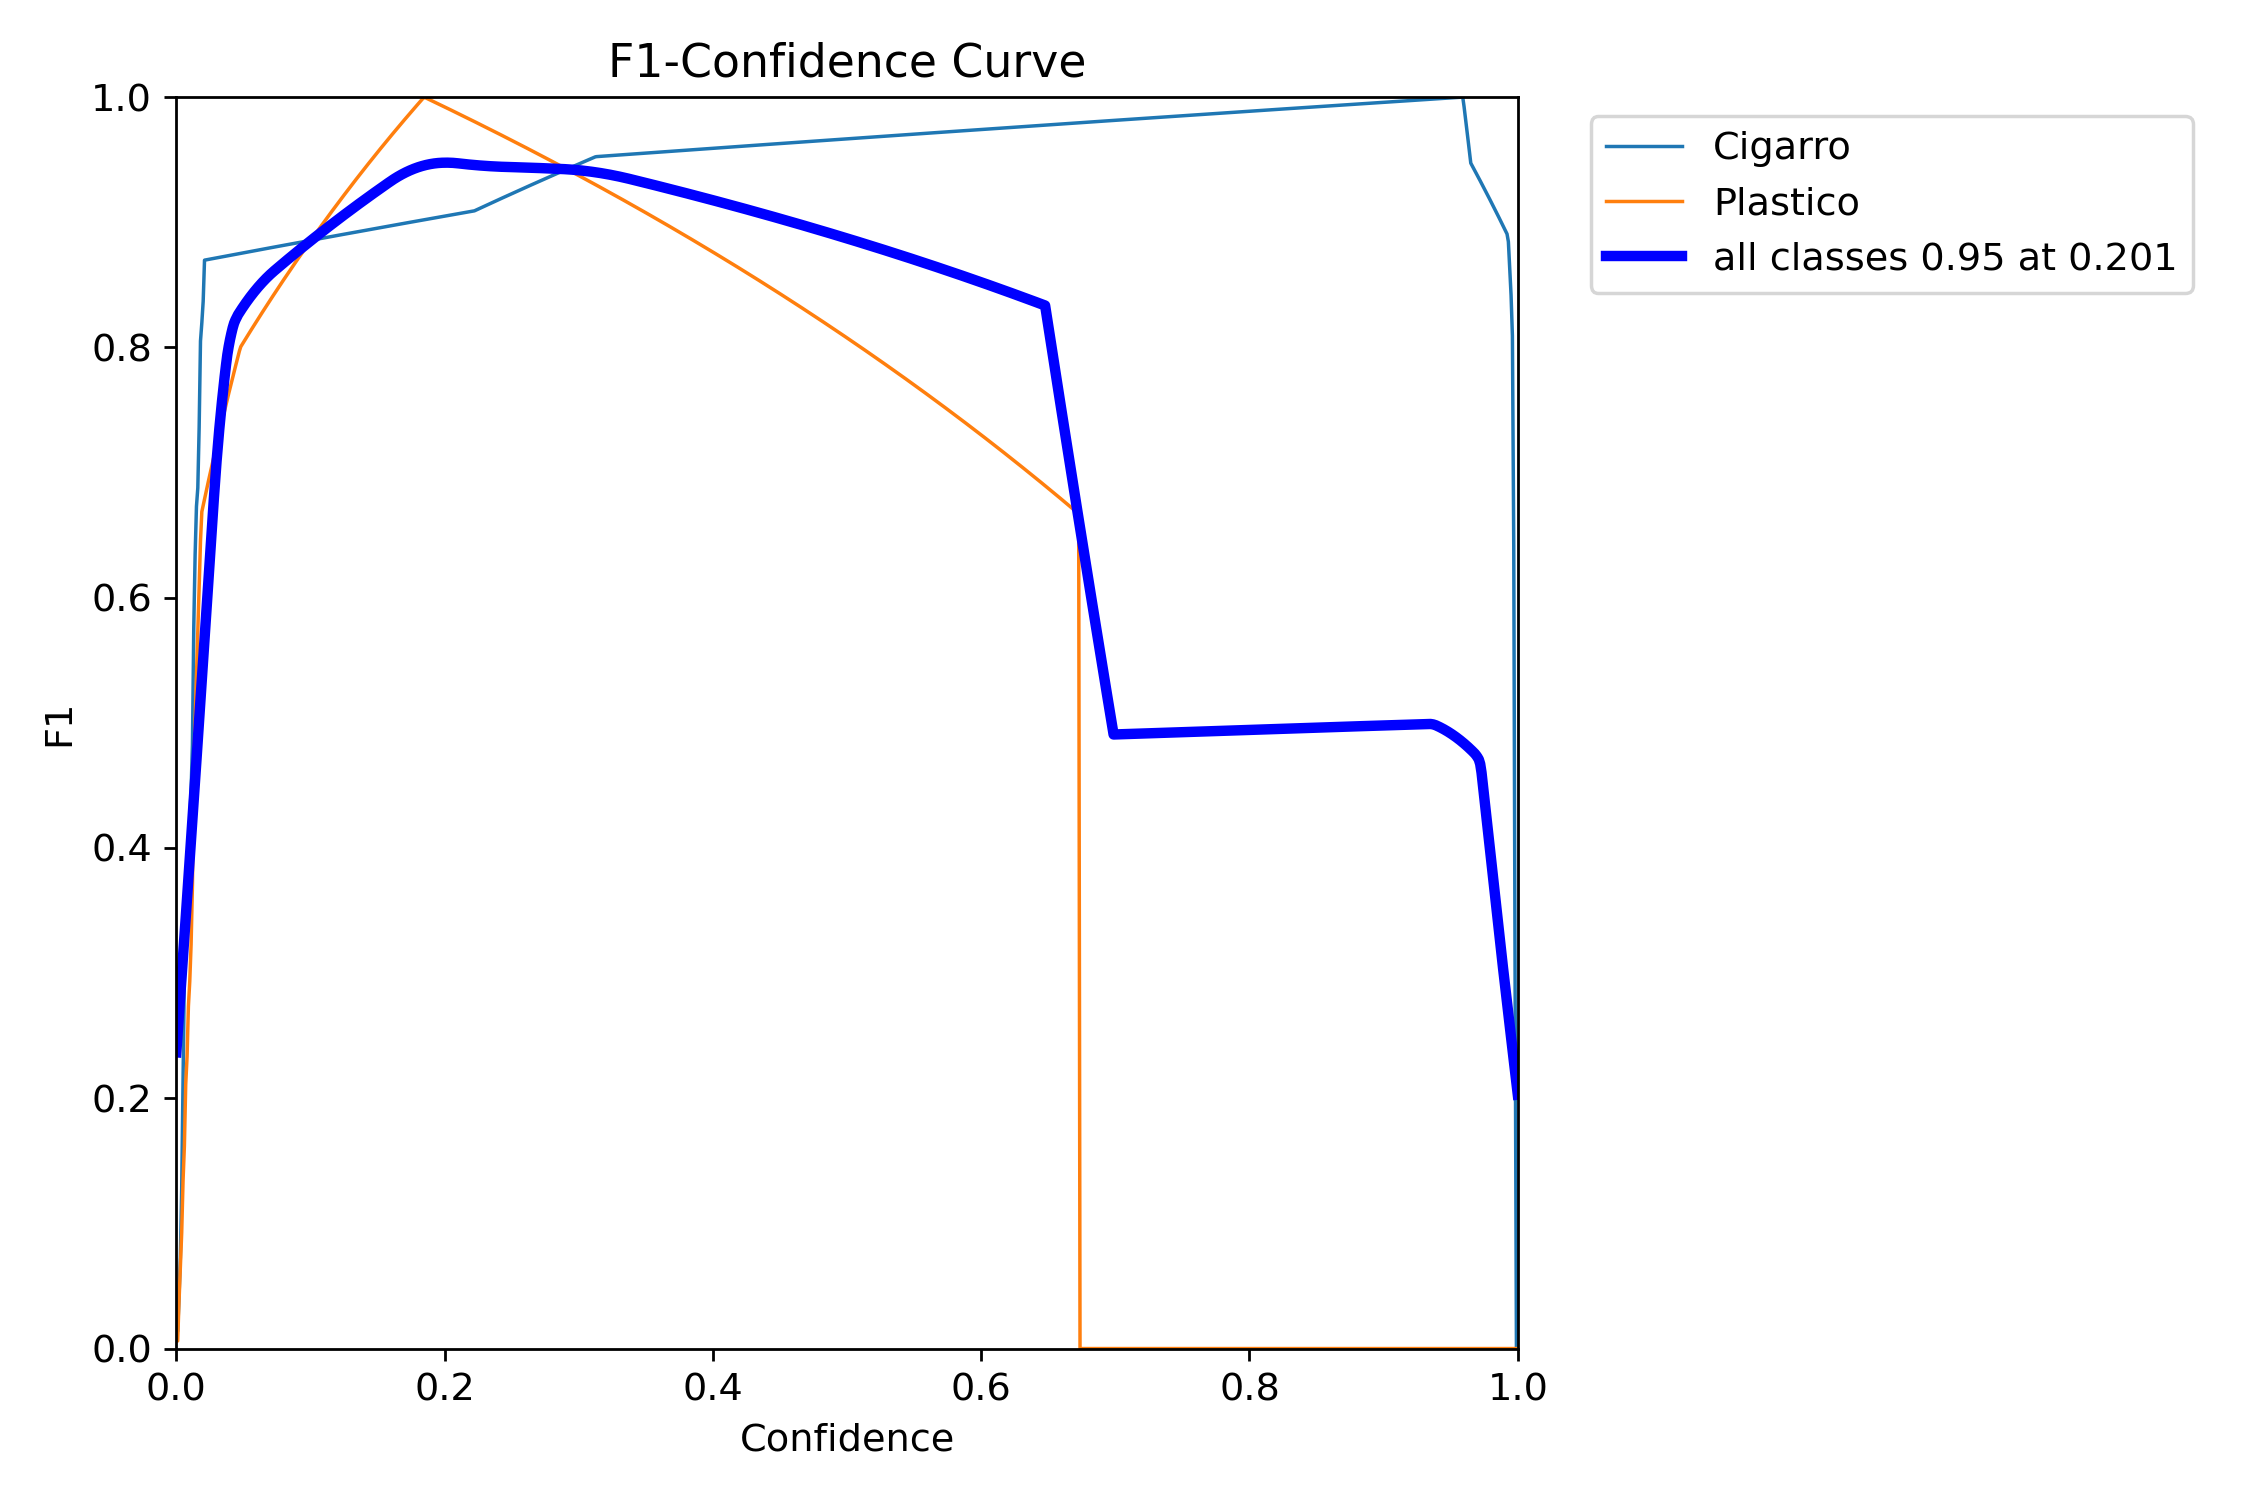 F1-Confidence Curve
1.0
0.8
0.6
0.4
0.2
0.0
F1
0.0 0.2 0.4 0.6 0.8 1.0
Confidence
Cigarro
Plastico
all classes 0.95 at 0.201